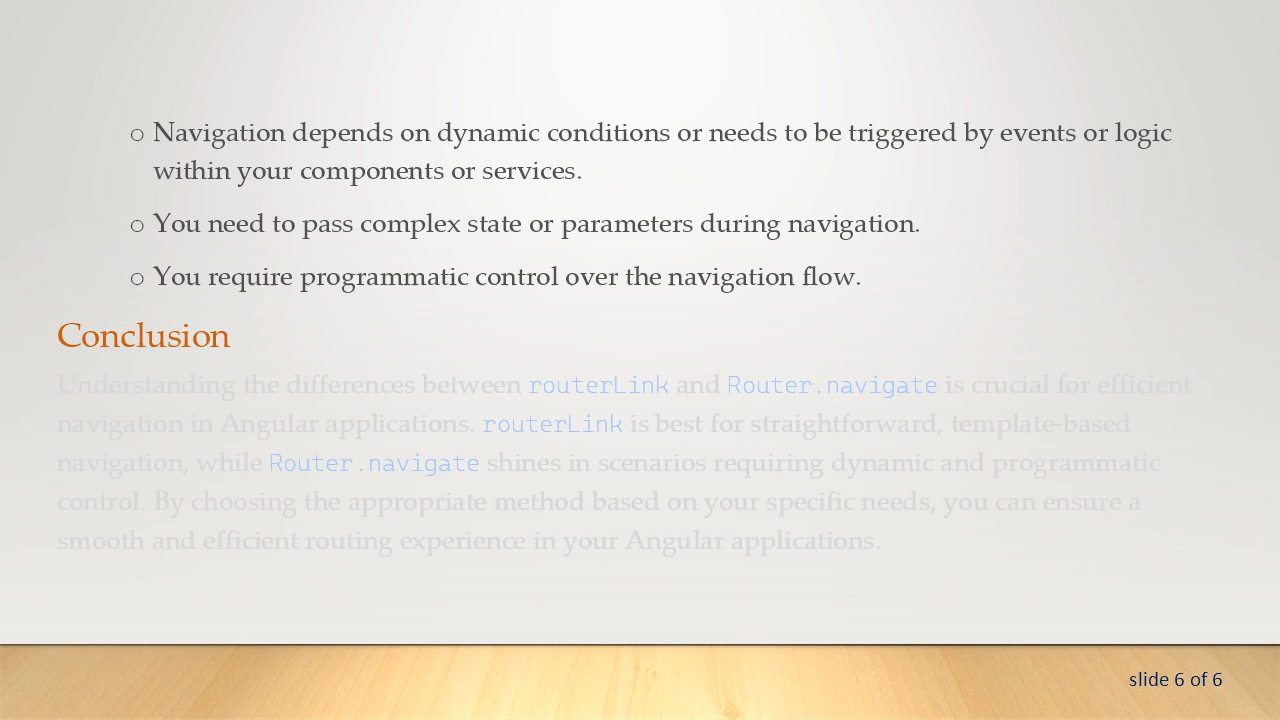 ○ Navigation depends on dynamic conditions or needs to be triggered by events or logic
within your components or services.
○ You need to pass complex state or parameters during navigation.
○ You require programmatic control over the navigation flow.
Conclusion
Understanding the differences between routerLink and Router.navigate is crucial for efficient
navigation in Angular applications. routerLink is best for straightforward, template-based
navigation, while Router.navigate shines in scenarios requiring dynamic and programmatic
control. By choosing the appropriate method based on your specific needs, you can ensure a
smooth and efficient routing experience in your Angular applications.
slide 6 of 6